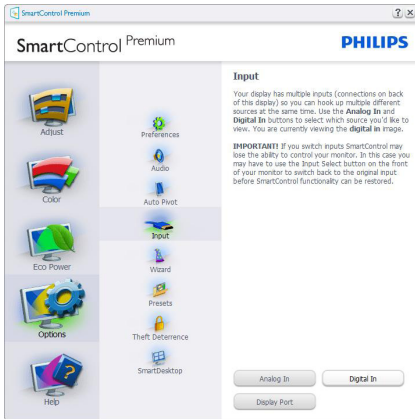 SmartControl Premium
SmartControl Premium
PHILIPS
Adjust
Color
Eco Power
Options
Help
Preferences
Audio
Auto Pivot
Input
Wizard
Presets
Theft Deterrence
SmartDesktop
Input
Your display has multiple inputs (connections on back
of this display) so you can hook up multiple different
sources at the same time. Use the Analog In and
Digital In buttons to select which source you'd like to
view. You are currently viewing the digital in image.
IMPORTANT! If you switch inputs SmartControl may
lose the ability to control your monitor. In this case you
may have to use the Input Select button on the front
of your monitor to switch back to the original input
before SmartControl functionality can be restored.
Analog In
Digital In
Display Port